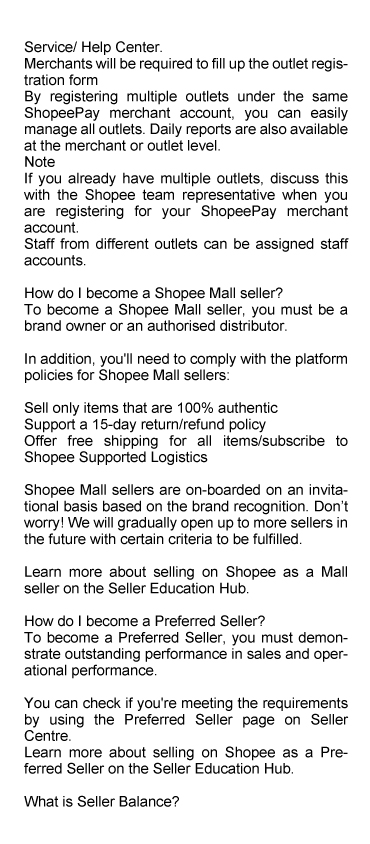 Service/ Help Center.
Merchants will be required to fill up the outlet regis-
tration form
By registering multiple outlets under the same
ShopeePay merchant account, you can easily
manage all outlets. Daily reports are also available
at the merchant or outlet level.
Note
If you already have multiple outlets, discuss this
with the Shopee team representative when you
are registering for your ShopeePay merchant
account.
Staff from different outlets can be assigned staff
accounts.
How do I become a Shopee Mall seller?
To become a Shopee Mall seller, you must be a
brand owner or an authorised distributor.
In addition, you'll need to comply with the platform
policies for Shopee Mall sellers:
Sell only items that are 100% authentic
Support a 15-day return/refund policy
Offer free shipping for all items/subscribe to
Shopee Supported Logistics
Shopee Mall sellers are on-boarded on an invita-
tional basis based on the brand recognition. Don’t
worry! We will gradually open up to more sellers in
the future with certain criteria to be fulfilled.
Learn more about selling on Shopee as a Mall
seller on the Seller Education Hub.
How do I become a Preferred Seller?
To become a Preferred Seller, you must demon-
strate outstanding performance in sales and oper-
ational performance.
You can check if you're meeting the requirements
by using the Preferred Seller page on Seller
Centre.
Learn more about selling on Shopee as a Pre-
ferred Seller on the Seller Education Hub.
What is Seller Balance?